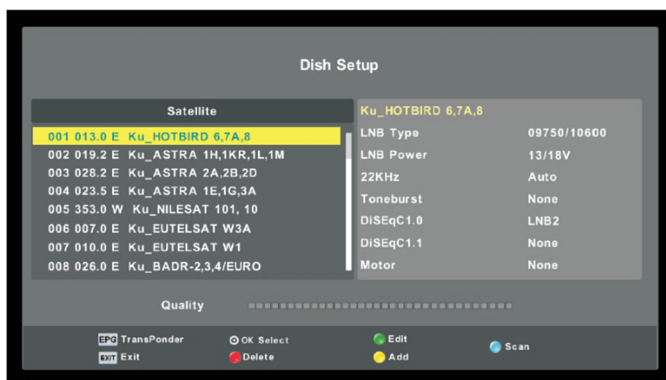 Dish Setup
Satellite
001 013.0 E Ku_HOTBIRD 6,7A,8
002 019.2 E Ku_ASTRA 1H,1KR,1L,1M
003 028.2 E Ku_ASTRA 2A,2B,2D
004 023.5 E Ku_ASTRA 1E,1G,3A
005 353.0 W Ku_NILESAT 101, 10
006 007.0 E Ku_EUTELSAT W3A
007 010.0 E Ku_EUTELSAT W1
008 026.0 E Ku_BADR-2,3,4/EURO
Ku_HOTBIRD 6,7A,8
LNB Type 09750/10600
LNB Power 13/18V
22KHz Auto
Toneburst None
DiSEqC1.0 LNB2
DiSEqC1.1 None
Motor None
Quality
EPG TransPonder OK Select Edit Scan
EXIT Exit Delete Add